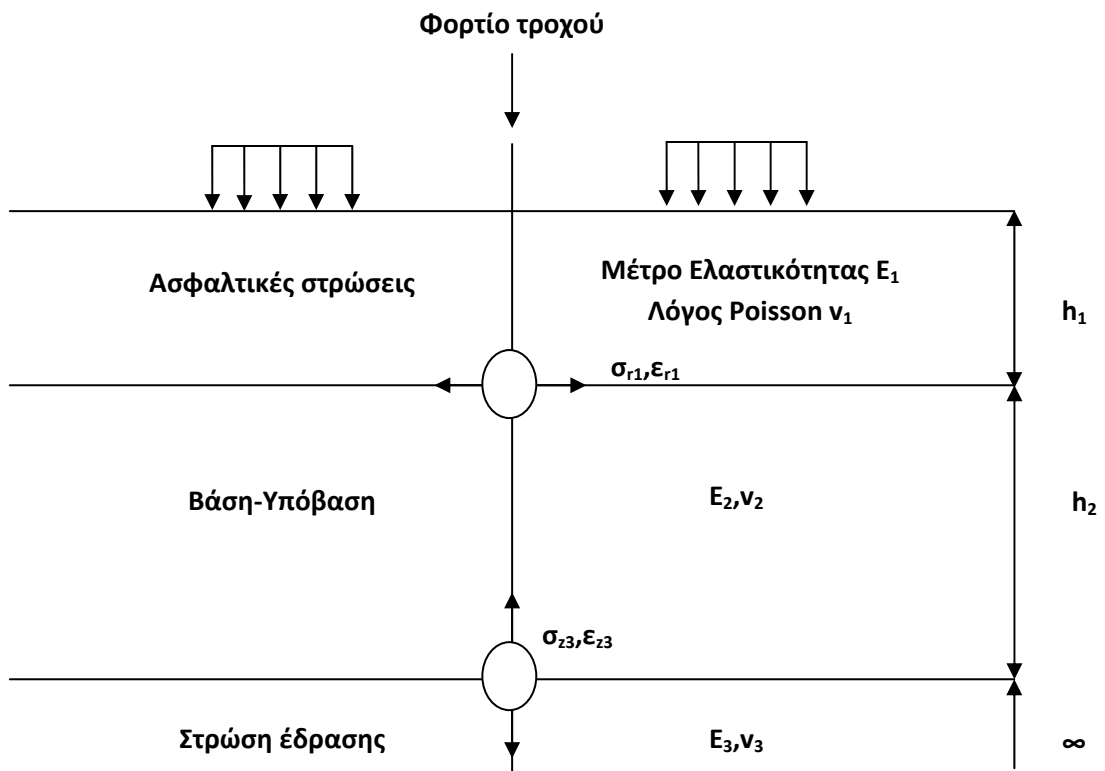 Φορτίο τροχού
Ασφαλτικές στρώσεις
Μέτρο Ελαστικότητας E₁
Λόγος Poisson ν₁
h₁
σᵣ₁,εᵣ₁
Βάση-Υπόβαση
E₂,ν₂
h₂
σz₃,εz₃
Στρώση έδρασης
E₃,ν₃
∞